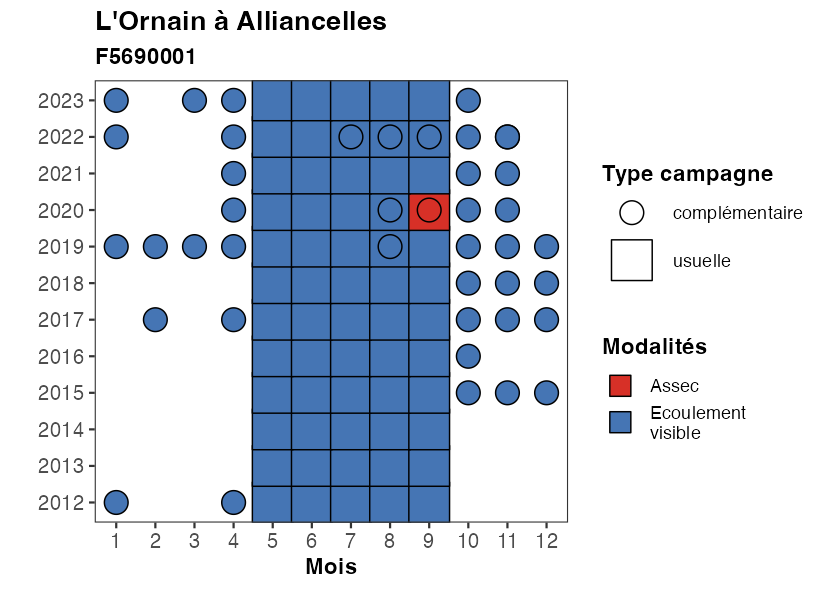 L'Ornain à Alliancelles
F5690001
2023
2022
2021
2020
2019
2018
2017
2016
2015
2014
2013
2012
1 2 3 4 5 6 7 8 9 10 11 12
Mois
Type campagne
complémentaire
usuelle
Modalités
Assec
Ecoulement
visible